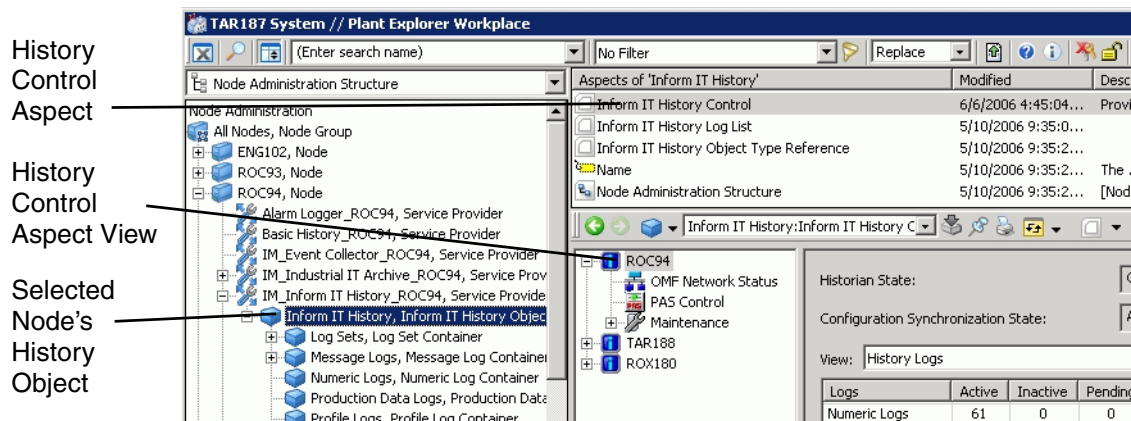 History
Control
Aspect
History
Control
Aspect View
Selected
Node's
History
Object
TAR187 System // Plant Explorer Workplace
(Enter search name)
No Filter
Replace
Node Administration Structure
Node Administration
All Nodes, Node Group
ENG102, Node
ROC93, Node
ROC94, Node
Alarm Logger_ROC94, Service Provider
Basic History_ROC94, Service Provider
IM_Event Collector_ROC94, Service Provider
IM_Industrial IT Archive_ROC94, Service Prov
IM_Inform IT History_ROC94, Service Provide
Inform IT History, Inform IT History Objec
Log Sets, Log Set Container
Message Logs, Message Log Container
Numeric Logs, Numeric Log Container
Production Data Logs, Production Data
Profile Logs, Profile Log Container
Aspects of 'Inform IT History' Modified Desc
Inform IT History Control 6/6/2006 4:45:04... Provi
Inform IT History Log List 5/10/2006 9:35:0...
Inform IT History Object Type Reference 5/10/2006 9:35:2...
Name 5/10/2006 9:35:2... The .
Node Administration Structure 5/10/2006 9:35:2... [Nod
Inform IT History:Inform IT History C
ROC94
OMF Network Status
PAS Control
Maintenance
TAR188
ROX180
Historian State:
Configuration Synchronization State:
View: History Logs
Logs Active Inactive Pending
Numeric Logs 61 0 0